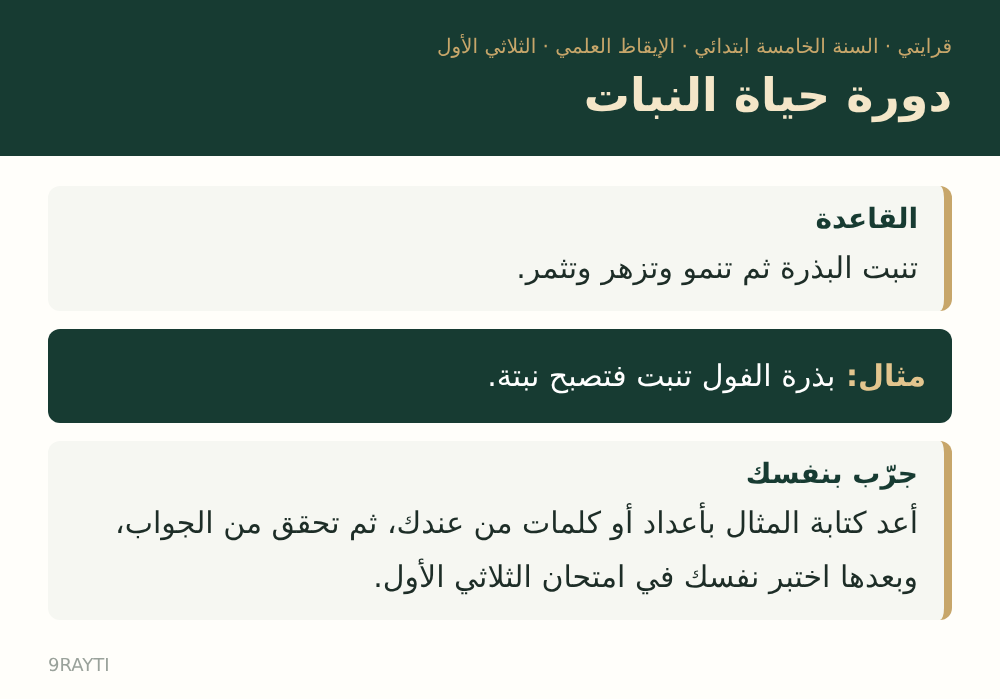 قرايتي · السنة الخامسة ابتدائي · الإيقاظ العلمي · الثلاثي الأول
دورة حياة النبات
القاعدة
تنبت البذرة ثم تنمو وتزهر وتثمر.
مثال: بذرة الفول تنبت فتصبح نبتة.
جرّب بنفسك
أعد كتابة المثال بأعداد أو كلمات من عندك، ثم تحقق من الجواب،
وبعدها اختبر نفسك في امتحان الثلاثي الأول.
9RAYTI